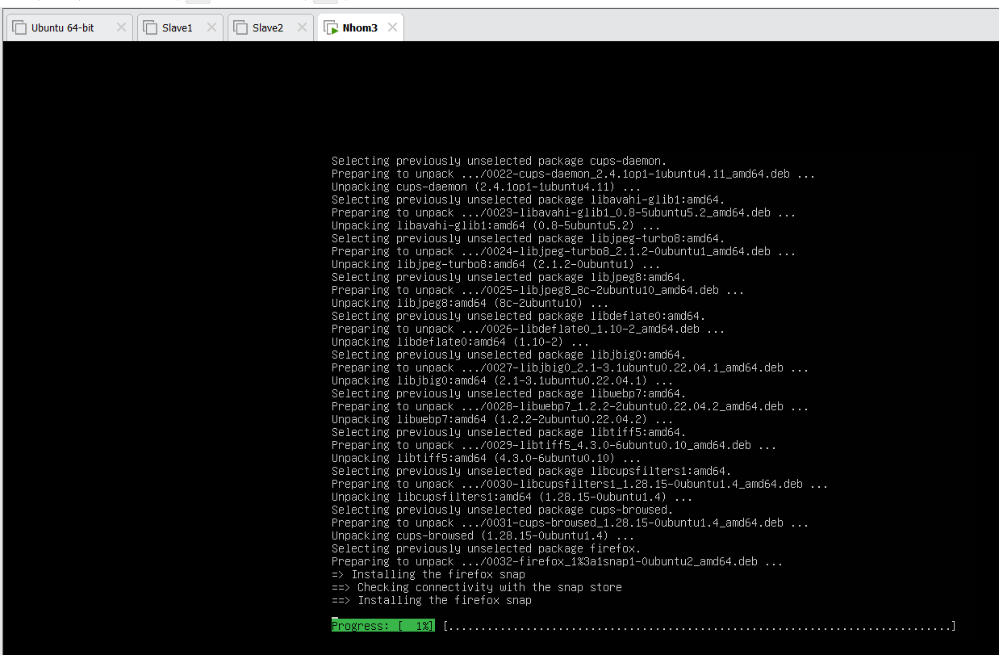 Ubuntu 64-bit
Slave1
Slave2
Nhom3
Selecting previously unselected package cups-daemon.
Preparing to unpack .../0022-cups-daemon_2.4.1op1-1ubuntu4.11_amd64.deb ...
Unpacking cups-daemon (2.4.1op1-1ubuntu4.11) ...
Selecting previously unselected package libavahi-glib1:amd64.
Preparing to unpack .../0023-libavahi-glib1_0.8-5ubuntu5.2_amd64.deb ...
Unpacking libavahi-glib1:amd64 (0.8-5ubuntu5.2) ...
Selecting previously unselected package libjpeg-turbo8:amd64.
Preparing to unpack .../0024-libjpeg-turbo8_2.1.2-0ubuntu1_amd64.deb ...
Unpacking libjpeg-turbo8:amd64 (2.1.2-0ubuntu1) ...
Selecting previously unselected package libjpeg8:amd64.
Preparing to unpack .../0025-libjpeg8_8c-2ubuntu10_amd64.deb ...
Unpacking libjpeg8:amd64 (8c-2ubuntu10) ...
Selecting previously unselected package libdeflate0:amd64.
Preparing to unpack .../0026-libdeflate0_1.10-2_amd64.deb ...
Unpacking libdeflate0:amd64 (1.10-2) ...
Selecting previously unselected package libjbig0:amd64.
Preparing to unpack .../0027-libjbig0_2.1-3.1ubuntu0.22.04.1_amd64.deb ...
Unpacking libjbig0:amd64 (2.1-3.1ubuntu0.22.04.1) ...
Selecting previously unselected package libwebp7:amd64.
Preparing to unpack .../0028-libwebp7_1.2.2-2ubuntu0.22.04.2_amd64.deb ...
Unpacking libwebp7:amd64 (1.2.2-2ubuntu0.22.04.2) ...
Selecting previously unselected package libtiff5:amd64.
Preparing to unpack .../0029-libtiff5_4.3.0-6ubuntu0.10_amd64.deb ...
Unpacking libtiff5:amd64 (4.3.0-6ubuntu0.10) ...
Selecting previously unselected package libcupsfilters1:amd64.
Preparing to unpack .../0030-libcupsfilters1_1.28.15-0ubuntu1.4_amd64.deb ...
Unpacking libcupsfilters1:amd64 (1.28.15-0ubuntu1.4) ...
Selecting previously unselected package cups-browsed.
Preparing to unpack .../0031-cups-browsed_1.28.15-0ubuntu1.4_amd64.deb ...
Unpacking cups-browsed (1.28.15-0ubuntu1.4) ...
Selecting previously unselected package firefox.
Preparing to unpack .../0032-firefox_1%3a1snap1-0ubuntu2_amd64.deb ...
=> Installing the firefox snap
==> Checking connectivity with the snap store
==> Installing the firefox snap
Progress: [  1%] [..............................................................................]